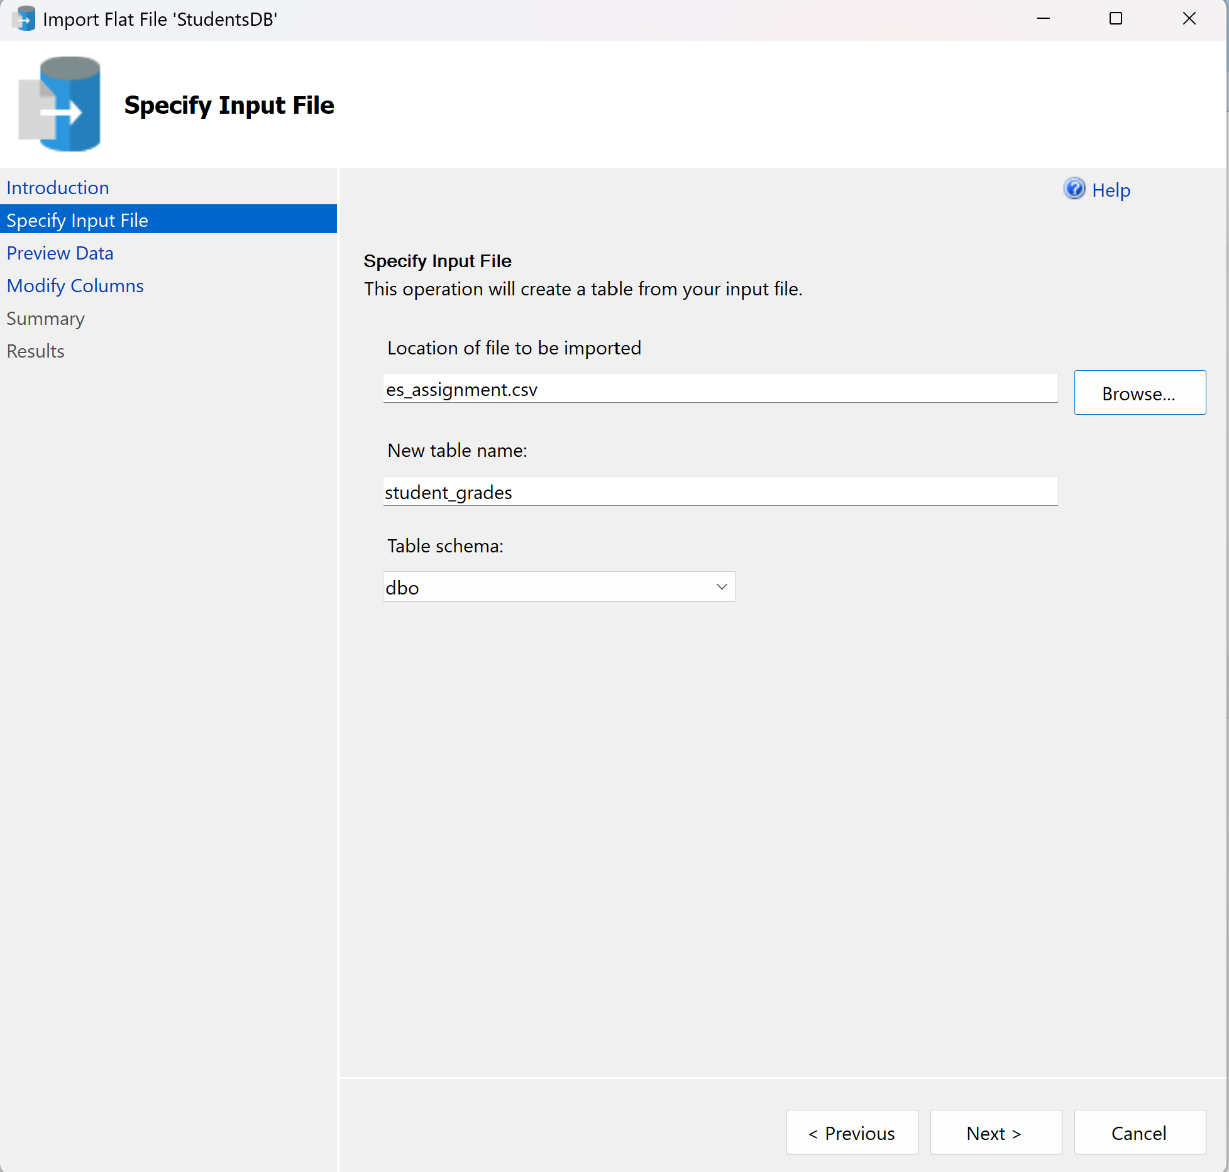 Import Flat File 'StudentsDB'
Specify Input File
Introduction
Specify Input File
Preview Data
Modify Columns
Summary
Results
Help
Specify Input File
This operation will create a table from your input file.
Location of file to be imported
es_assignment.csv
Browse...
New table name:
student_grades
Table schema:
dbo
< Previous
Next >
Cancel